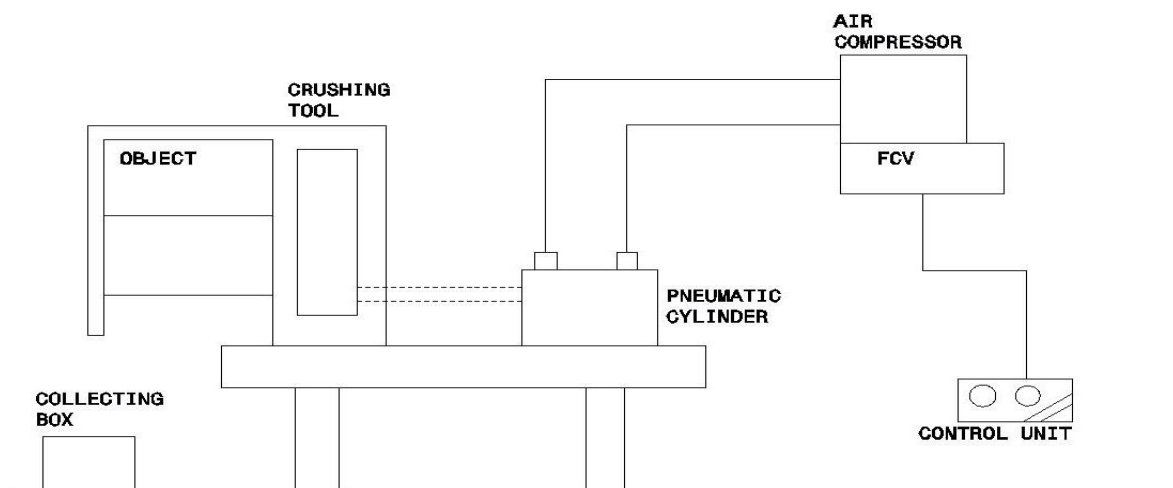 AIR
COMPRESSOR
CRUSHING
TOOL
OBJECT
FCV
PNEUMATIC
CYLINDER
COLLECTING
BOX
CONTROL UNIT